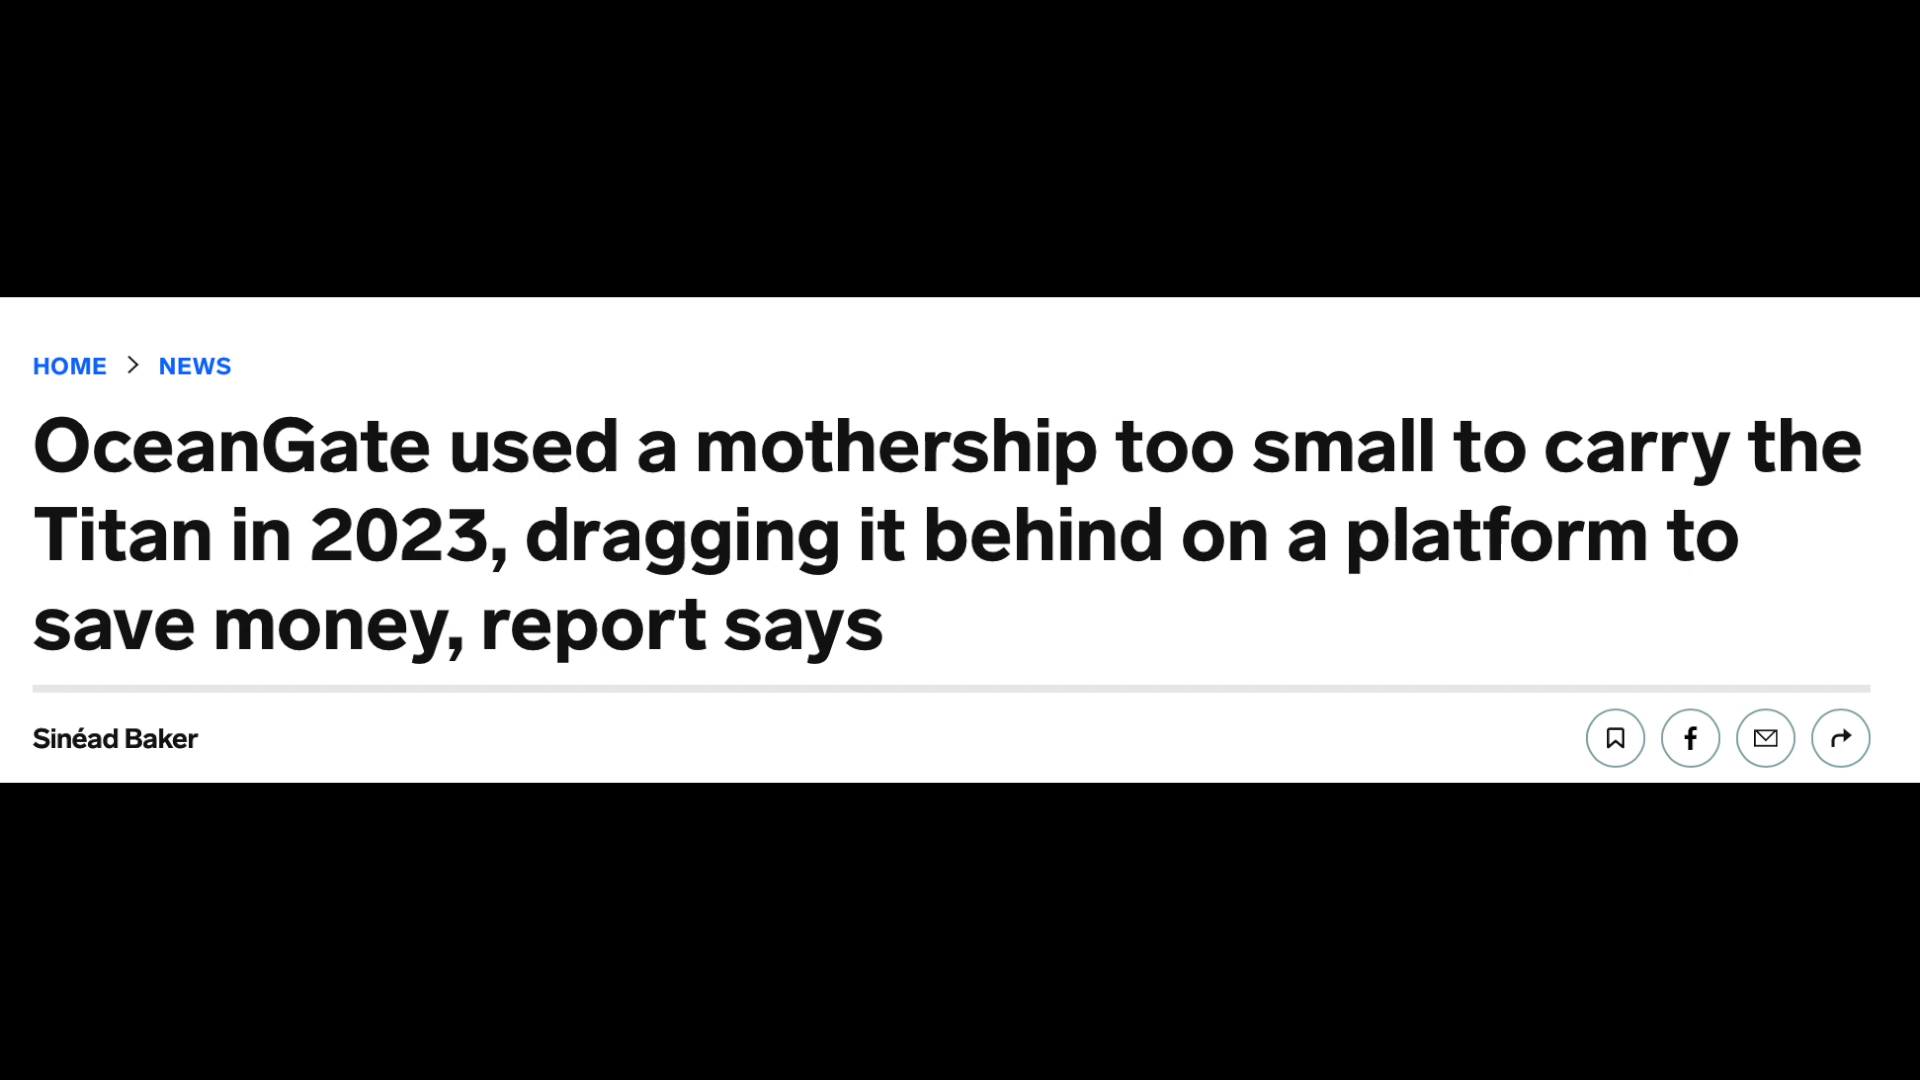 HOME > NEWS
OceanGate used a mothership too small to carry the
Titan in 2023, dragging it behind on a platform to
save money, report says
Sinéad Baker